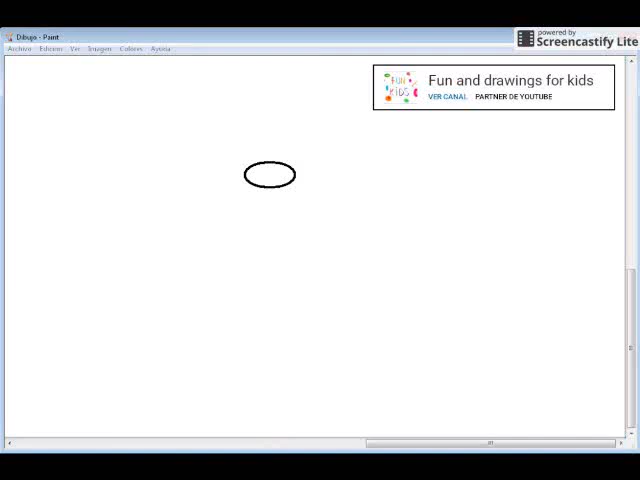 powered by
Screencastify Lite
Dibujo - Paint
Archivo Edicion Ver Imagen Colores Ayuda
FUN
KiDS
Fun and drawings for kids
VER CANAL PARTNER DE YOUTUBE